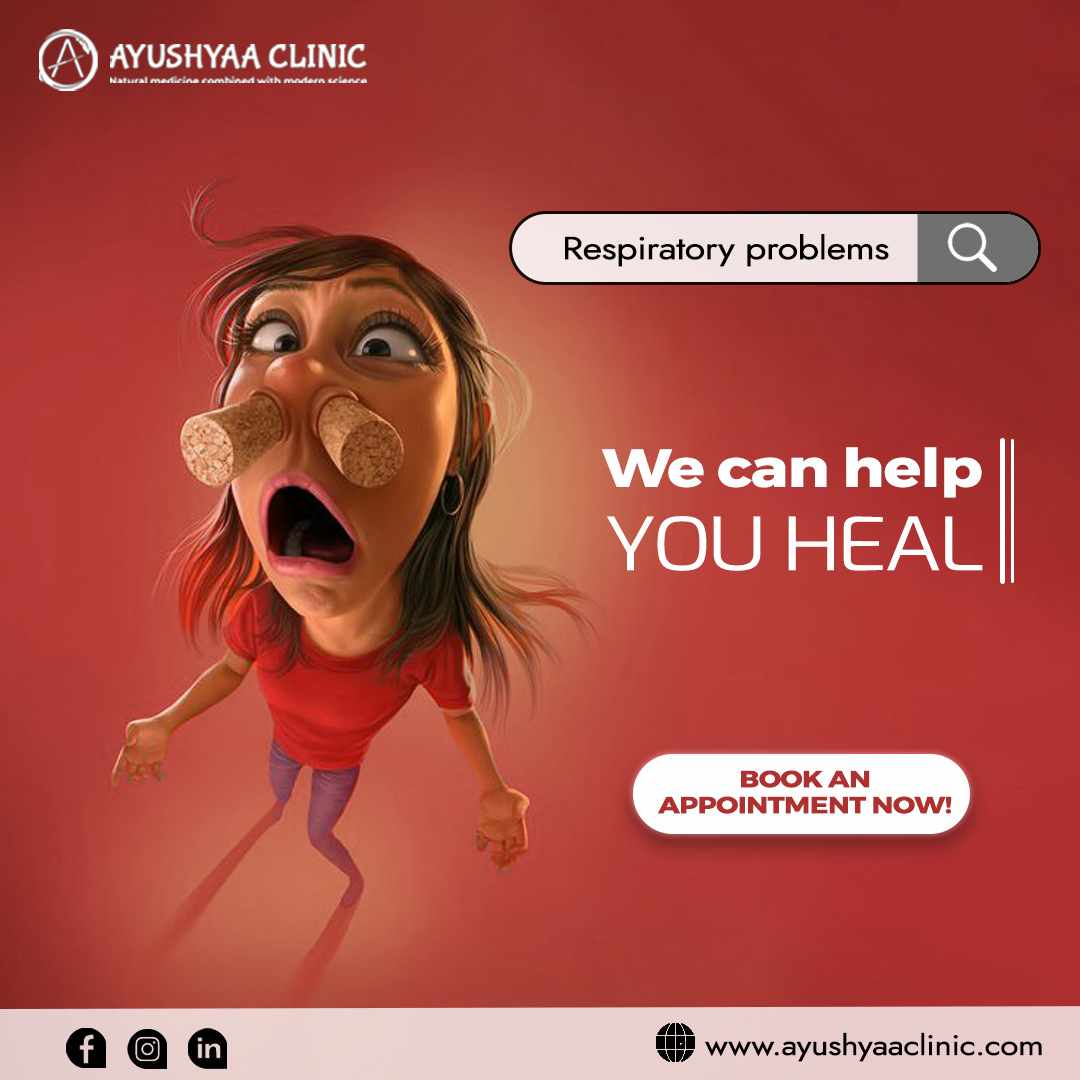 AYUSHYAA CLINIC
Natural medicine combined with modern science
Respiratory problems
We can help
YOU HEAL
BOOK AN
APPOINTMENT NOW!
www.ayushyaaclinic.com